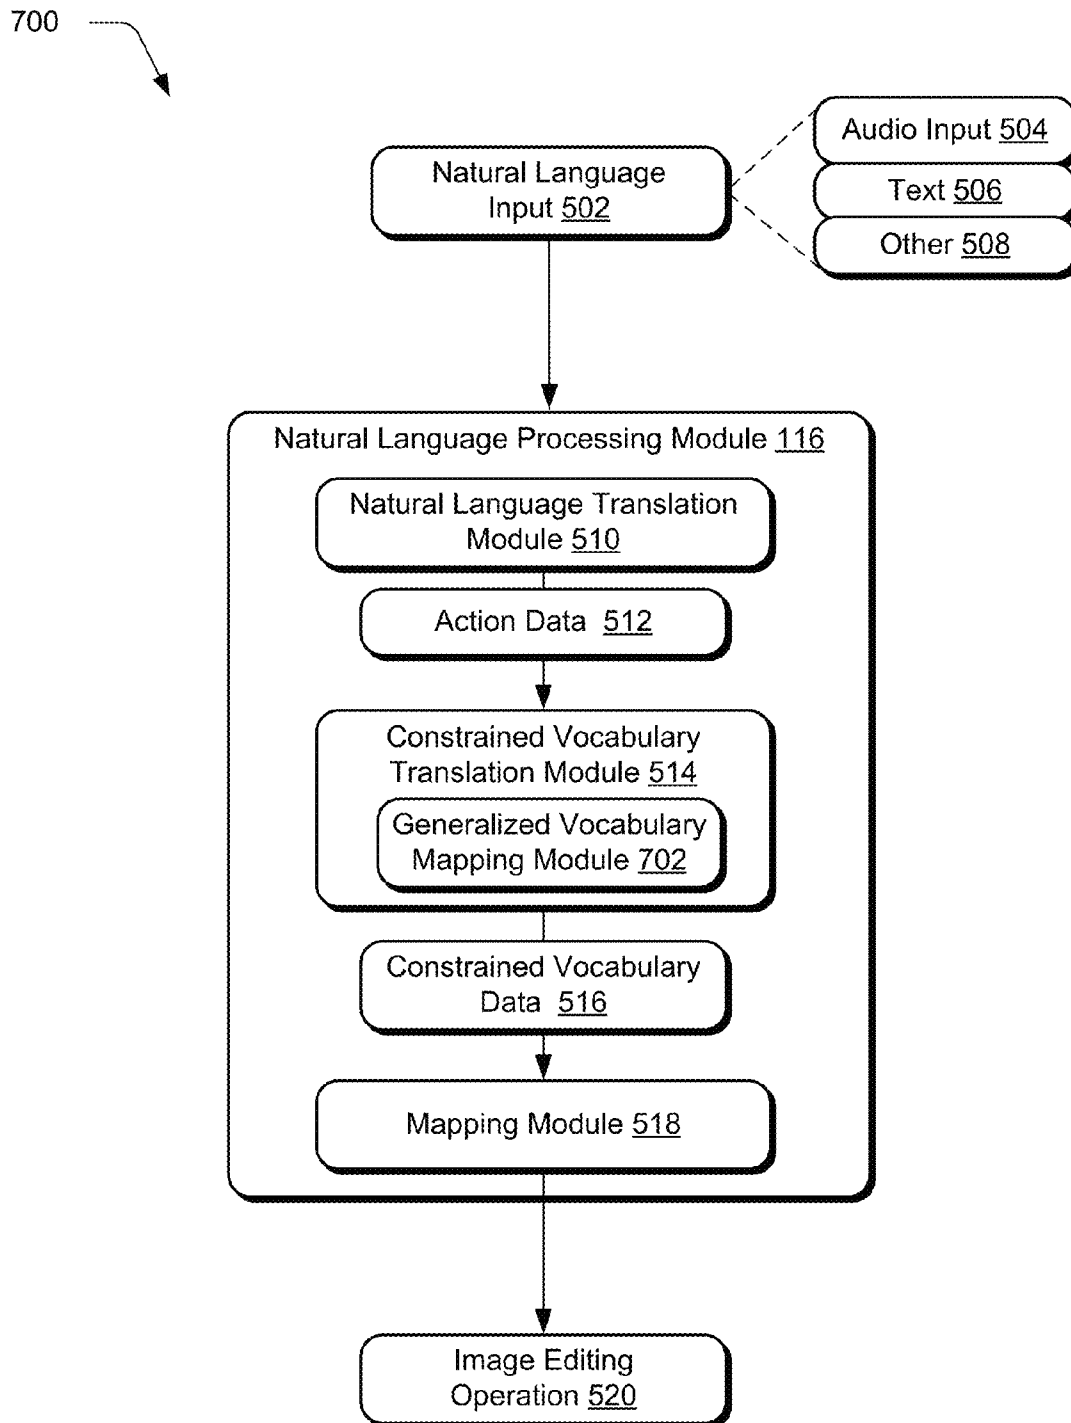 700
Audio Input 504
Natural Language
Input 502
Text 506
Other 508
Natural Language Processing Module 116
Natural Language Translation
Module 510
Action Data 512
Constrained Vocabulary
Translation Module 514
Generalized Vocabulary
Mapping Module 702
Constrained Vocabulary
Data 516
Mapping Module 518
Image Editing
Operation 520